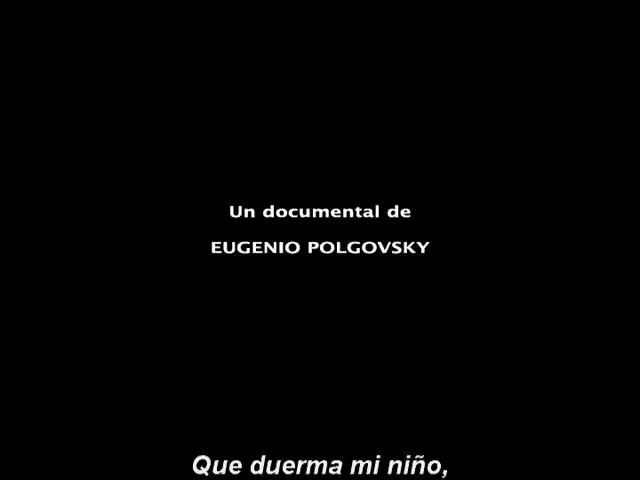 Un documental de
EUGENIO POLGOVSKY
Que duerma mi niño,